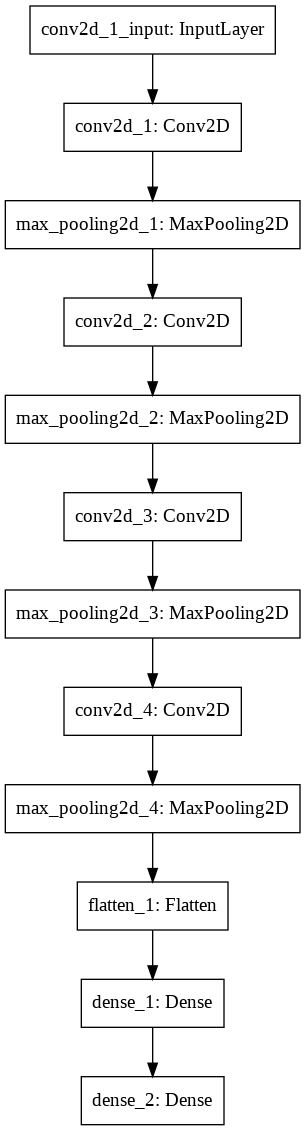 conv2d_1_input: InputLayer
conv2d_1: Conv2D
max_pooling2d_1: MaxPooling2D
conv2d_2: Conv2D
max_pooling2d_2: MaxPooling2D
conv2d_3: Conv2D
max_pooling2d_3: MaxPooling2D
conv2d_4: Conv2D
max_pooling2d_4: MaxPooling2D
flatten_1: Flatten
dense_1: Dense
dense_2: Dense